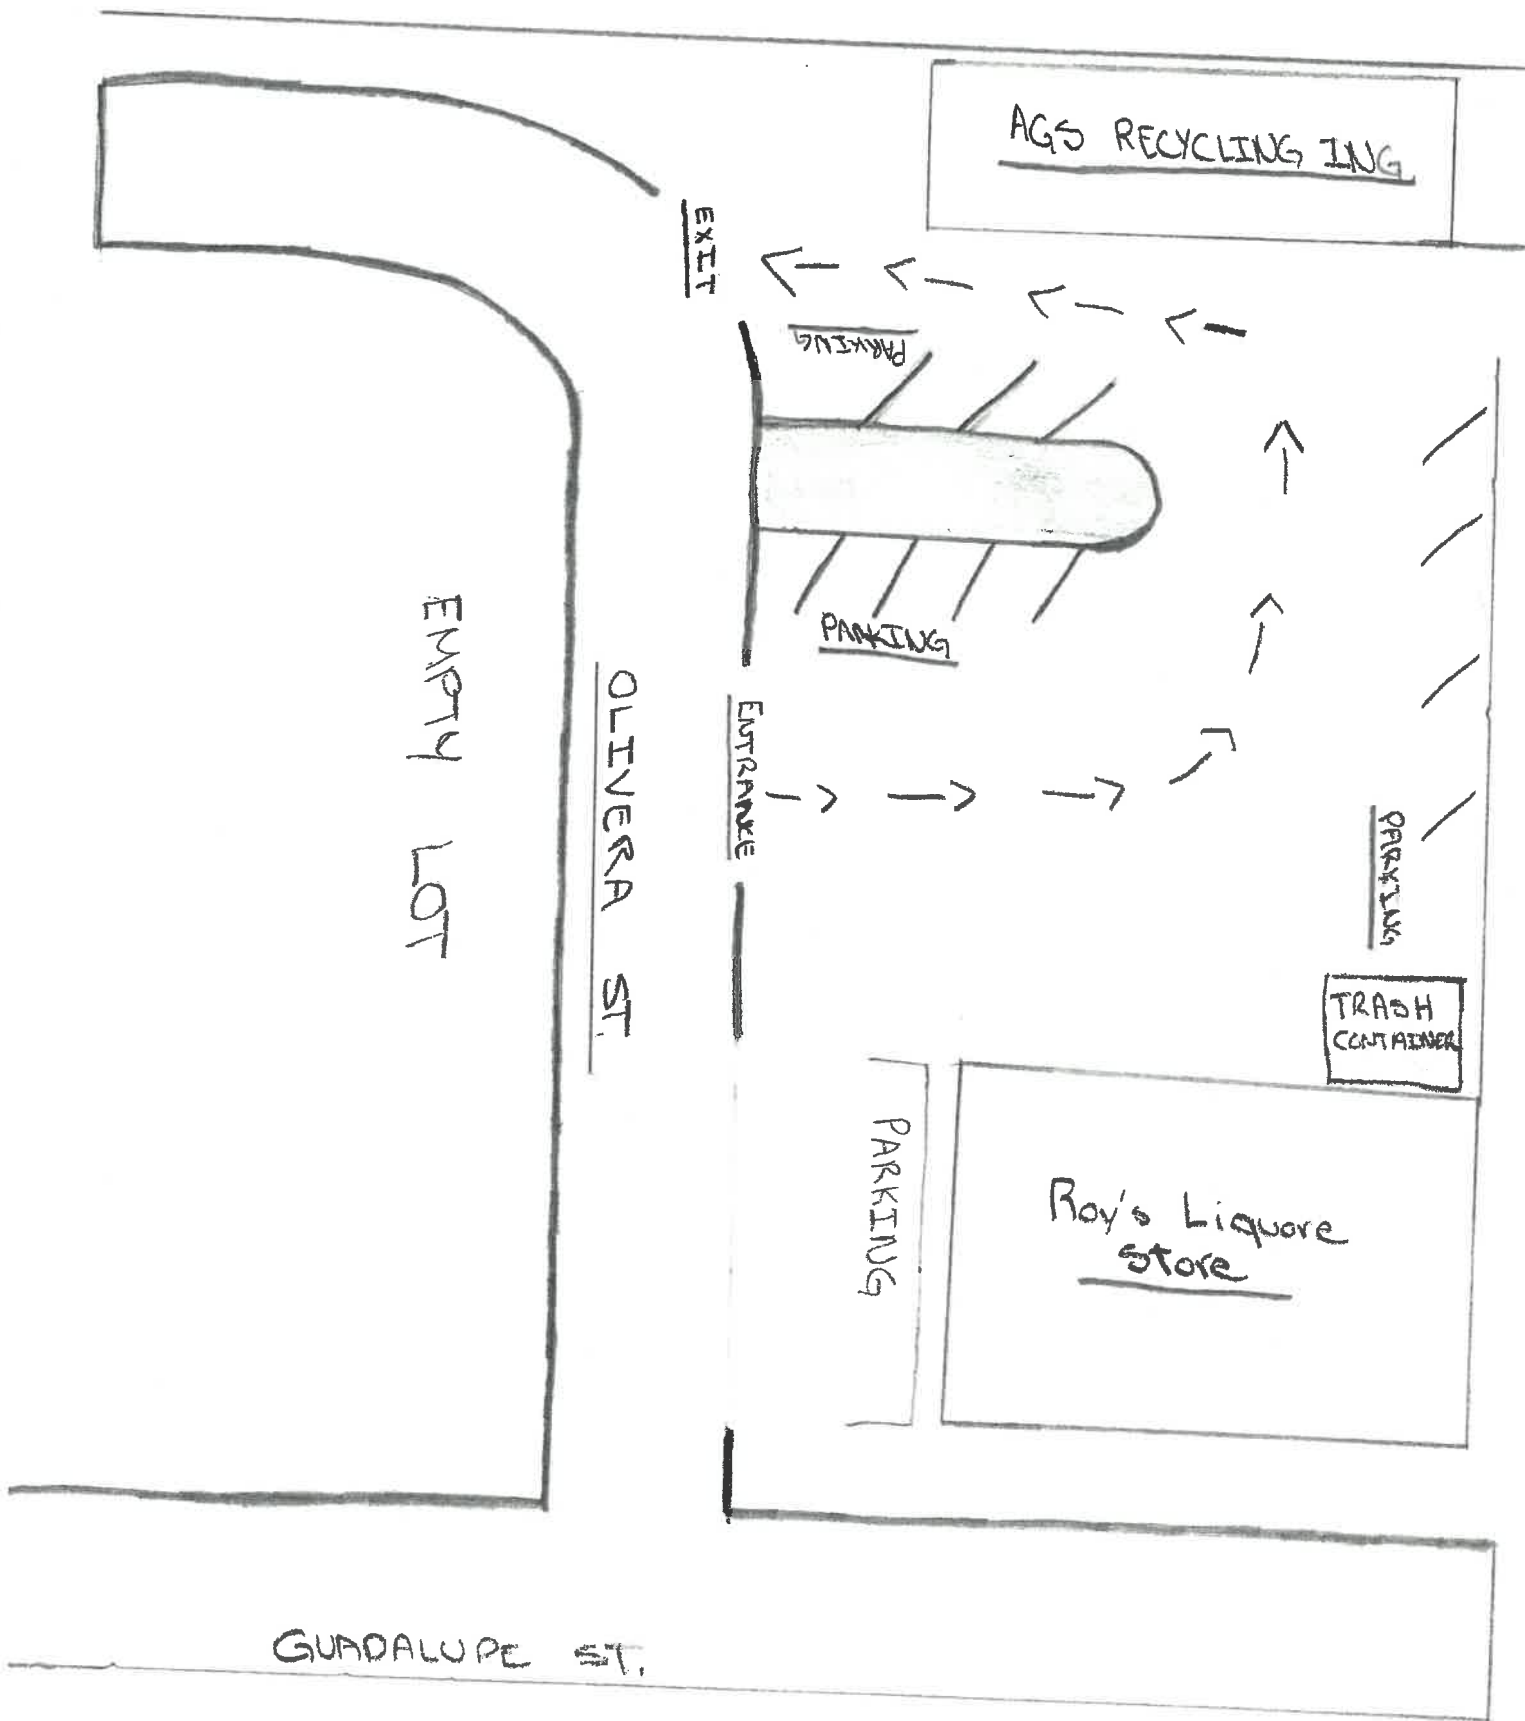 AGS RECYCLING ING
EXIT
PARKING
PARKING
EMPTY LOT
OLIVERA ST.
ENTRANCE
PARKING
TRASH
CONTAINER
PARKING
Roy's Liquore
Store
GUADALUPE ST.